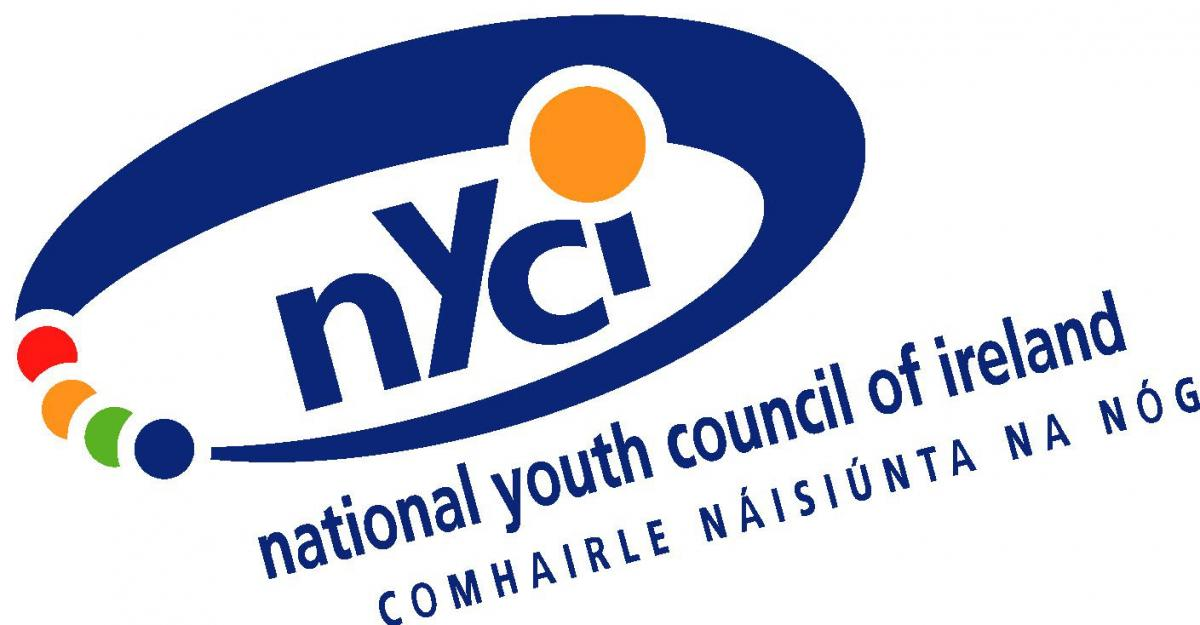 nyci
national youth council of ireland
COMHAIRLE NÁISIÚNTA NA NÓG